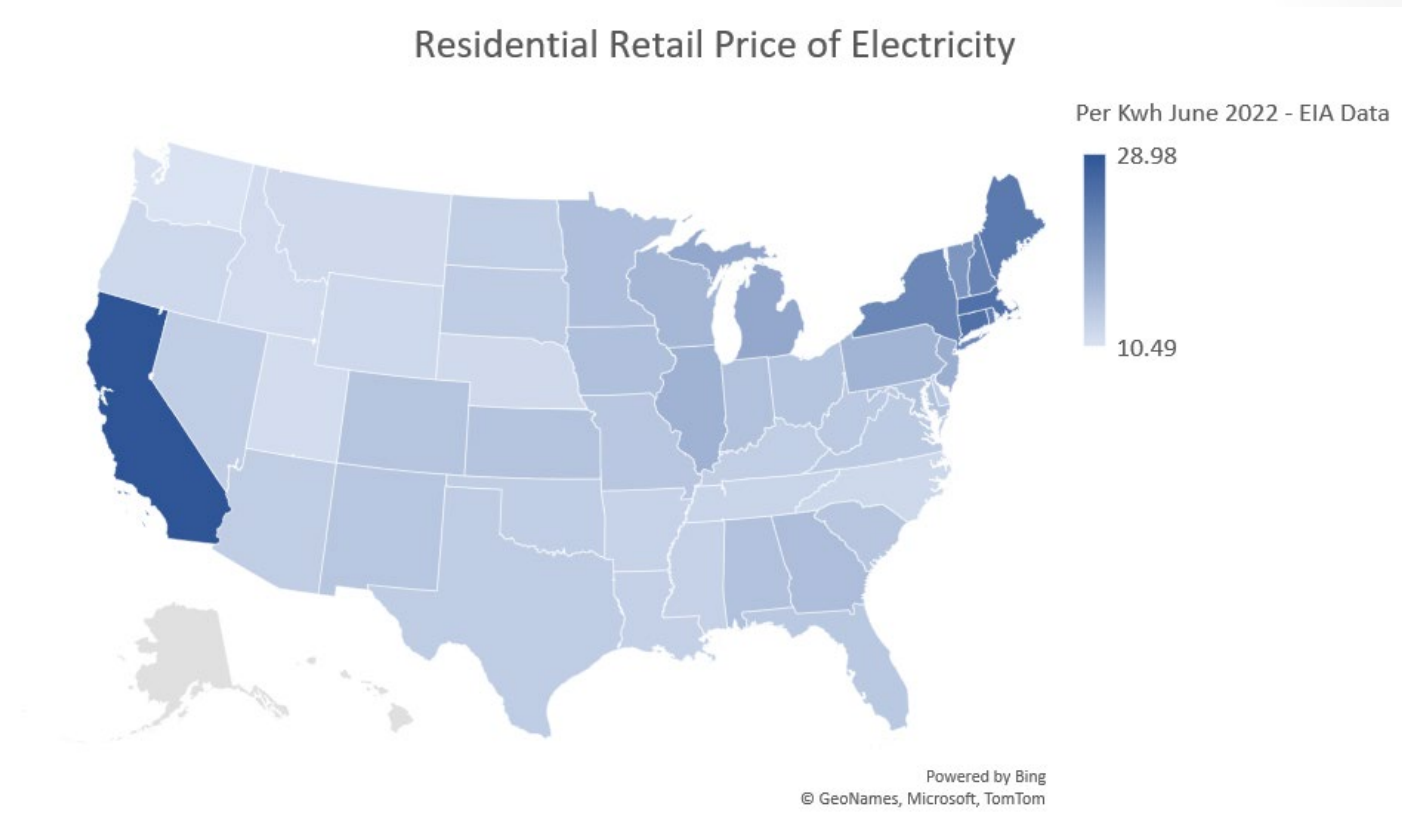 Residential Retail Price of Electricity
Per Kwh June 2022 - EIA Data
28.98
10.49
Powered by Bing
© GeoNames, Microsoft, TomTom